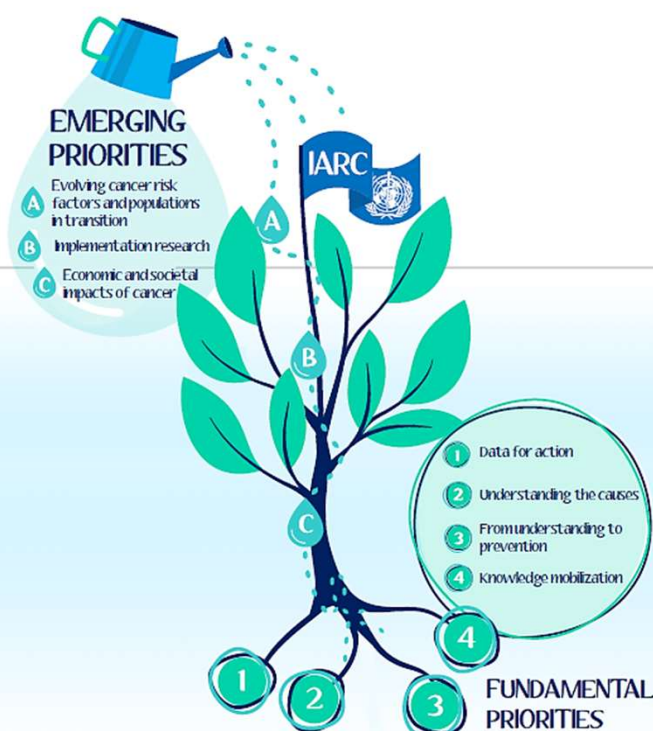 EMERGING
PRIORITIES
A
Evolving cancer risk
factors and populations
in transition
B
Implementation research
C
Economic and societal
impacts of cancer
IARC
A
B
C
1
Data for action
2
Understanding the causes
3
From understanding to
prevention
4
Knowledge mobilization
1
2
3
4
FUNDAMENTAL
PRIORITIES